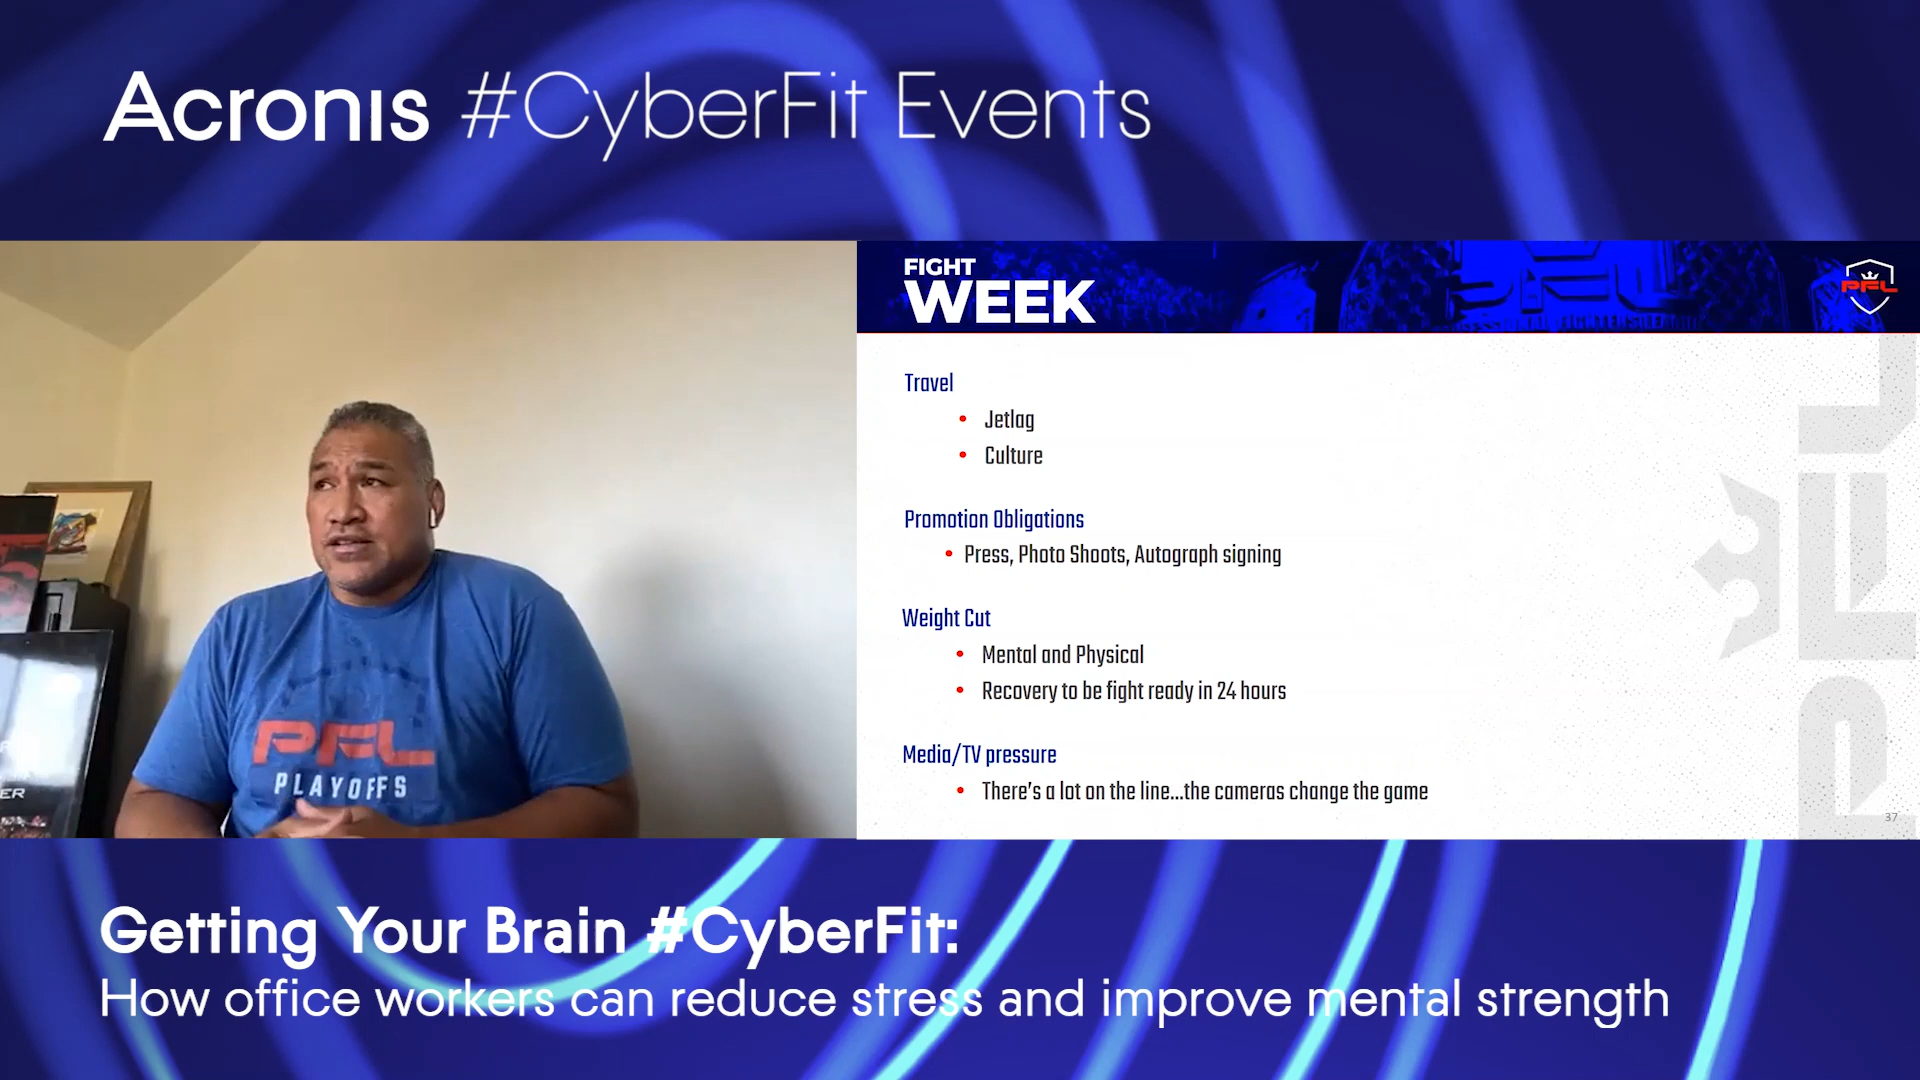 Acronis #CyberFit Events
FIGHT
WEEK
PFL
Travel
• Jetlag
• Culture
Promotion Obligations
• Press, Photo Shoots, Autograph signing
Weight Cut
• Mental and Physical
• Recovery to be fight ready in 24 hours
Media/TV pressure
• There's a lot on the line...the cameras change the game
37
PFL
PFL
PLAYOFFS
ER
Getting Your Brain #CyberFit:
How office workers can reduce stress and improve mental strength